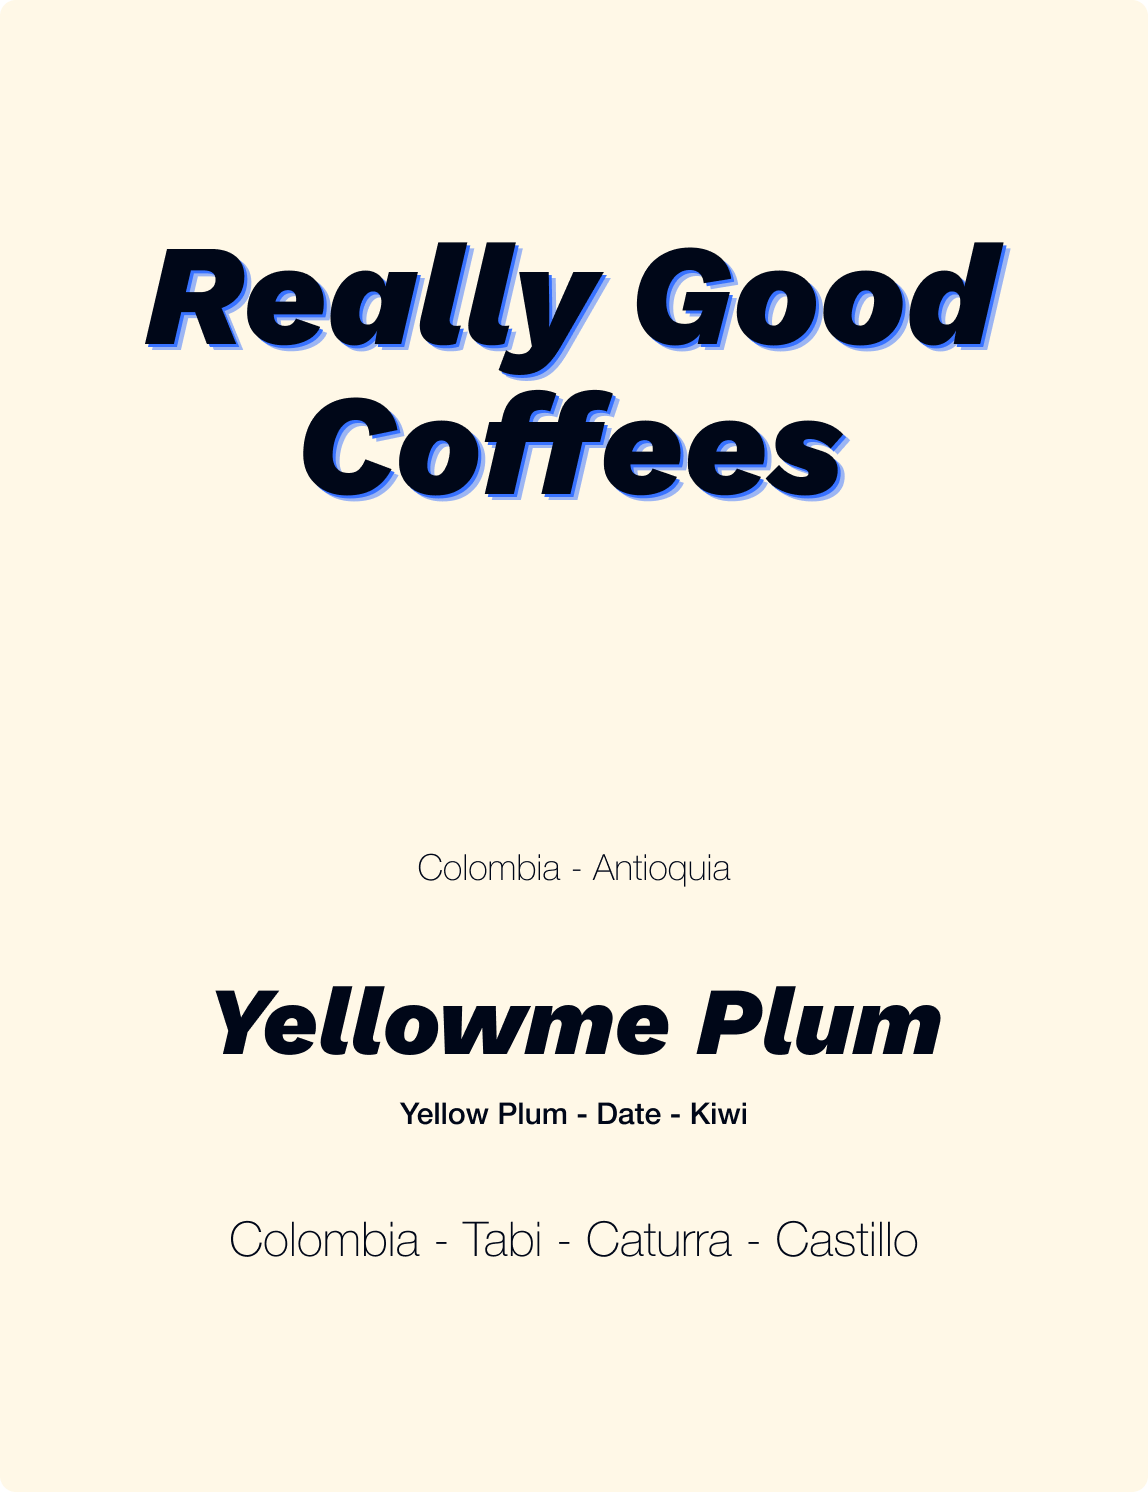 Really Good
Coffees
Colombia - Antioquia
Yellowme Plum
Yellow Plum - Date - Kiwi
Colombia - Tabi - Caturra - Castillo